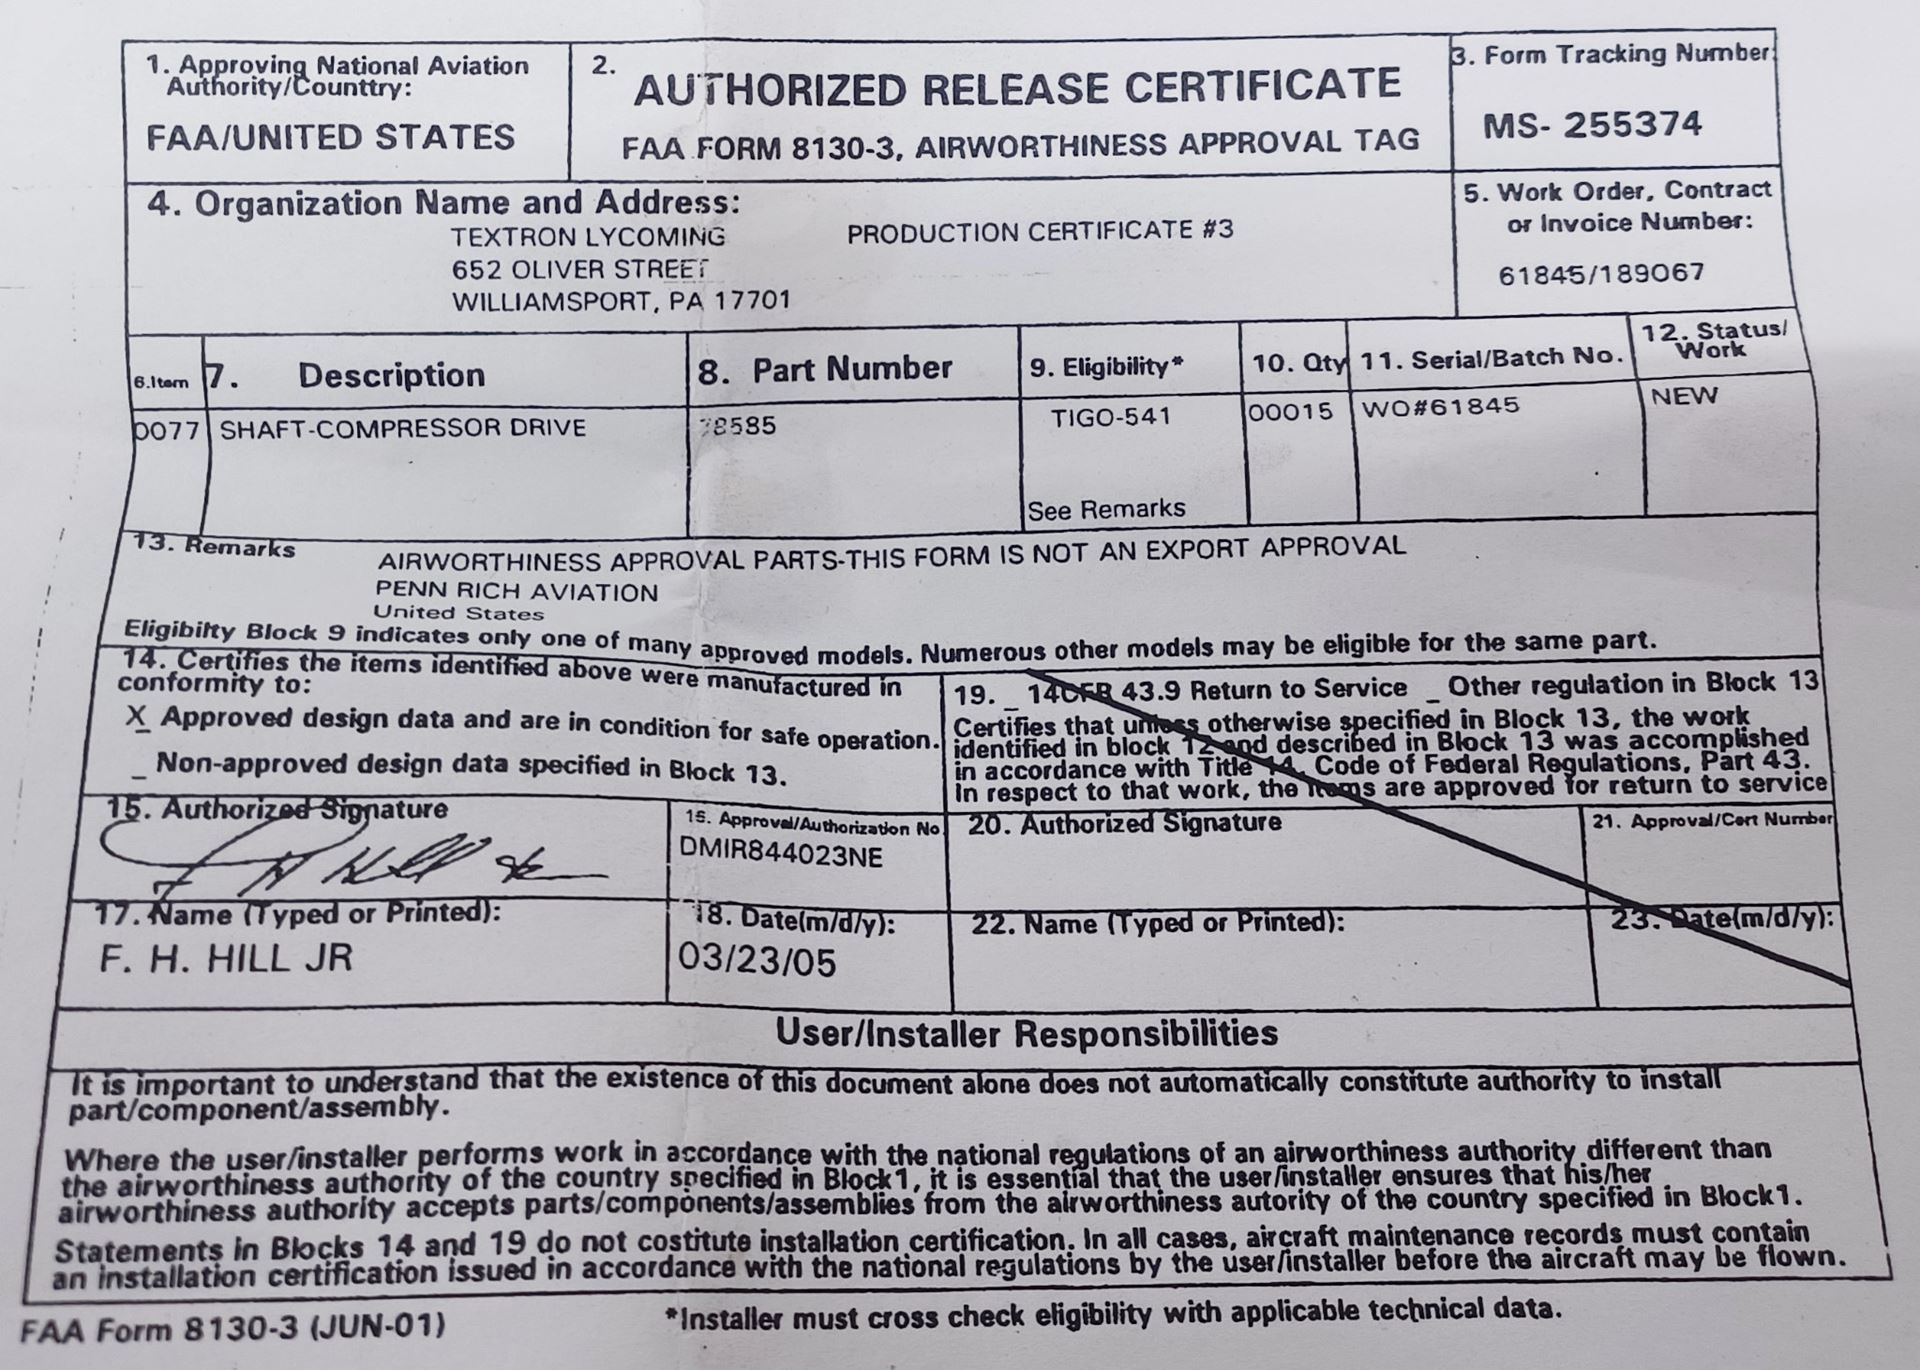 1. Approving National Aviation
Authority/Counttry:
FAA/UNITED STATES
2.
AUTHORIZED RELEASE CERTIFICATE
FAA FORM 8130-3, AIRWORTHINESS APPROVAL TAG
3. Form Tracking Number
MS- 255374
4. Organization Name and Address:
TEXTRON LYCOMING
PRODUCTION CERTIFICATE #3
652 OLIVER STREET
WILLIAMSPORT, PA 17701
5. Work Order, Contract
or Invoice Number:
61845/189067
6.Item
7. Description
8. Part Number
9. Eligibility*
10. Qty
11. Serial/Batch No.
12. Status/
Work
0077
SHAFT-COMPRESSOR DRIVE
78585
TIGO-541
00015
WO#61845
NEW
See Remarks
13. Remarks
AIRWORTHINESS APPROVAL PARTS-THIS FORM IS NOT AN EXPORT APPROVAL
PENN RICH AVIATION
United States
Eligibilty Block 9 indicates only one of many approved models. Numerous other models may be eligible for the same part.
14. Certifies the items identified above were manufactured in
conformity to:
X Approved design data and are in condition for safe operation.
_ Non-approved design data specified in Block 13.
19. _ 14CFR 43.9 Return to Service _ Other regulation in Block 13
Certifies that unless otherwise specified in Block 13, the work
identified in block 12 and described in Block 13 was accomplished
in accordance with Title 14, Code of Federal Regulations, Part 43.
In respect to that work, the items are approved for return to service
15. Authorized Signature
F H Hill
16. Approval/Authorization No
DMIR844023NE
20. Authorized Signature
21. Approval/Cert Number
17. Name (Typed or Printed):
F. H. HILL JR
18. Date(m/d/y):
03/23/05
22. Name (Typed or Printed):
23. Date(m/d/y):
User/Installer Responsibilities
It is important to understand that the existence of this document alone does not automatically constitute authority to install
part/component/assembly.
Where the user/installer performs work in accordance with the national regulations of an airworthiness authority different than
the airworthiness authority of the country specified in Block1, it is essential that the user/installer ensures that his/her
airworthiness authority accepts parts/components/assemblies from the airworthiness autority of the country specified in Block1.
Statements in Blocks 14 and 19 do not costitute installation certification. In all cases, aircraft maintenance records must contain
an installation certification issued in accordance with the national regulations by the user/installer before the aircraft may be flown.
FAA Form 8130-3 (JUN-01)
*Installer must cross check eligibility with applicable technical data.